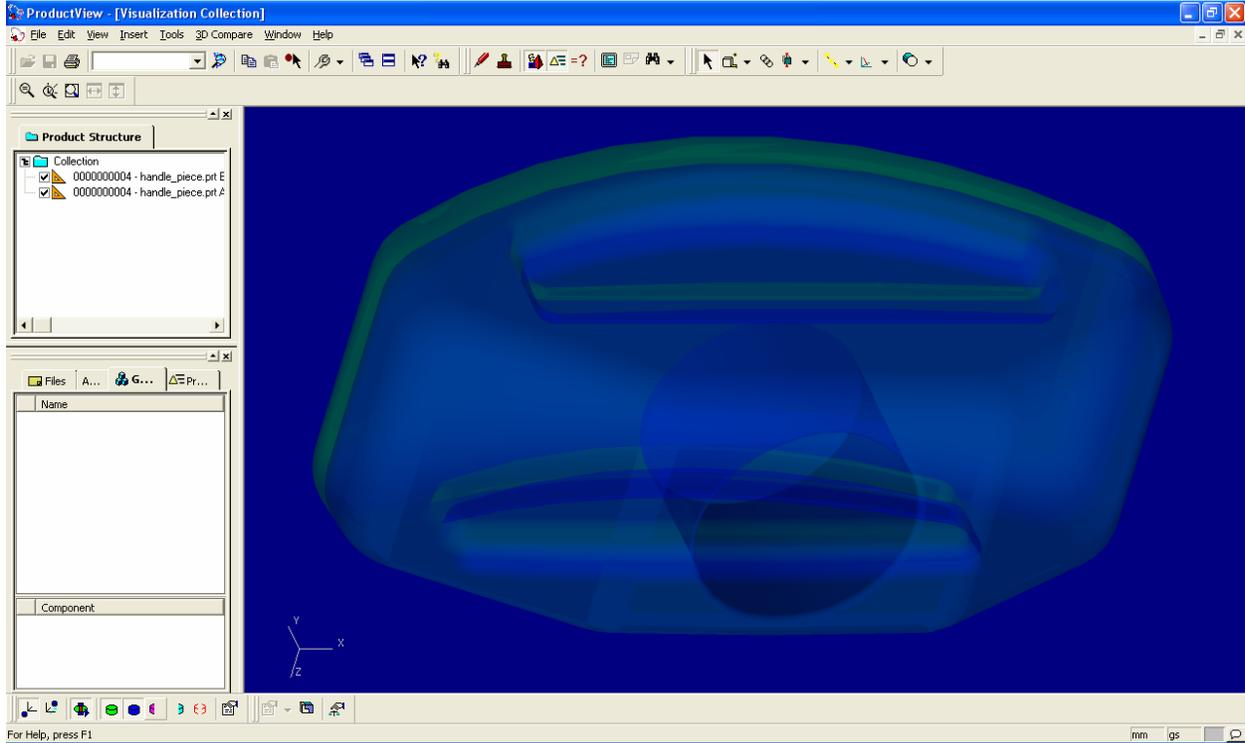 ProductView - [Visualization Collection]
File Edit View Insert Tools 3D Compare Window Help
Product Structure
Collection
0000000004 - handle_piece.prt E
0000000004 - handle_piece.prt A
Files A... G... Pr...
Name
Component
Y
X
Z
For Help, press F1
mm gs